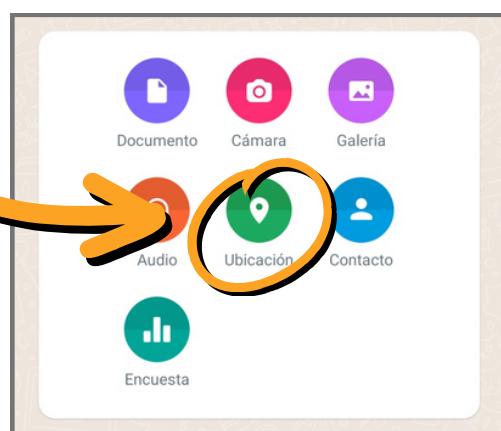 Documento
Cámara
Galería
Audio
Ubicación
Contacto
Encuesta